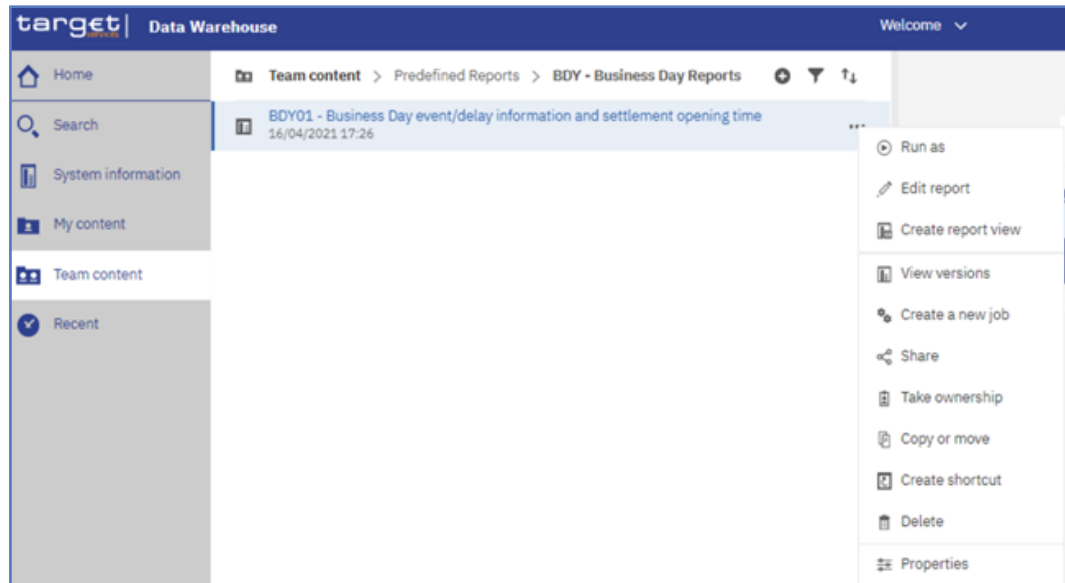 target| Data Warehouse Welcome
services
Home
Team content > Predefined Reports > BDY - Business Day Reports
Search
BDY01 - Business Day event/delay information and settlement opening time
16/04/2021 17:26
...
System information
My content
Team content
Recent
Run as
Edit report
Create report view
View versions
Create a new job
Share
Take ownership
Copy or move
Create shortcut
Delete
Properties